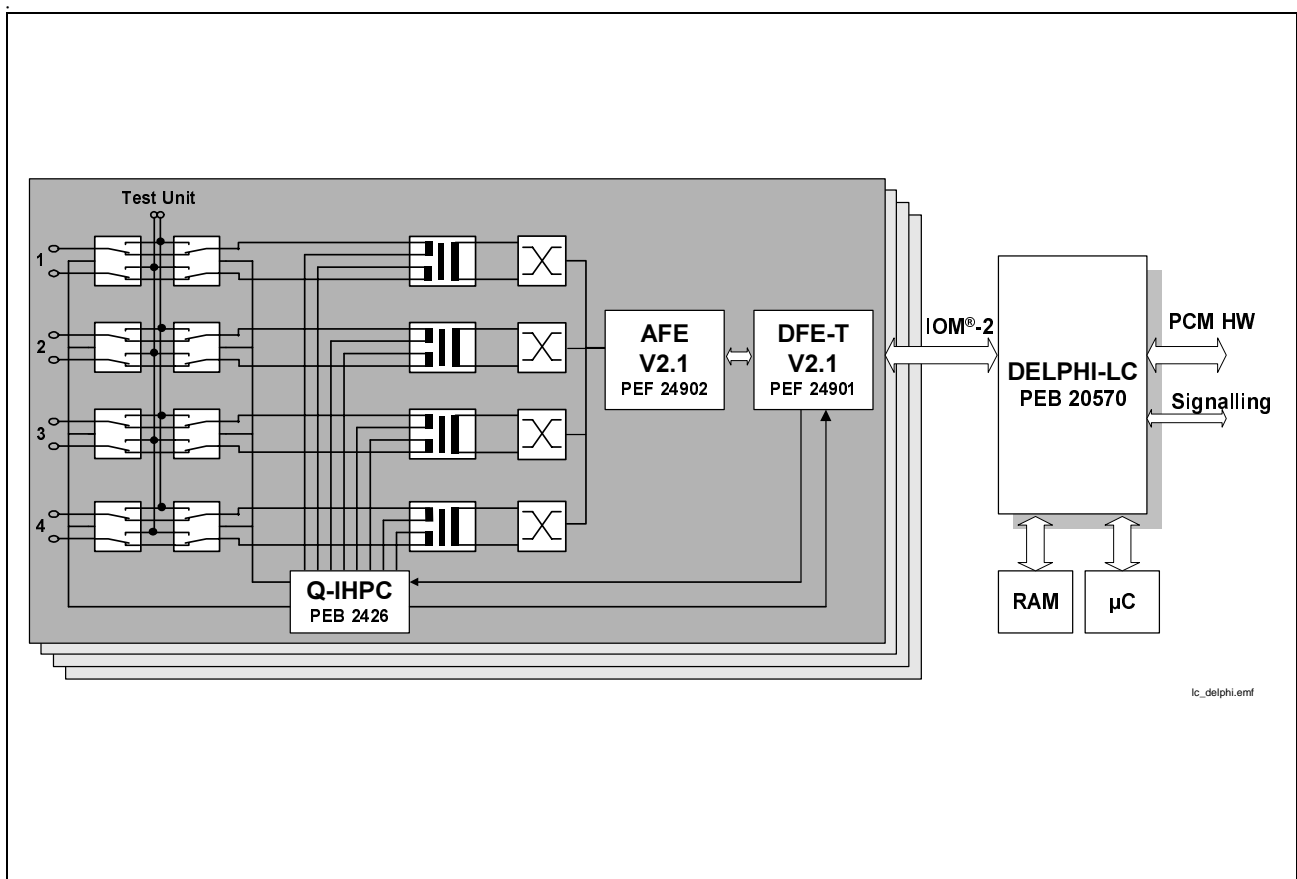 .
Test Unit
1
2
3
4
AFE
V2.1
PEF 24902
DFE-T
V2.1
PEF 24901
Q-IHPC
PEB 2426
IOM®-2
DELPHI-LC
PEB 20570
PCM HW
Signalling
RAM
µC
lc_delphi.emf